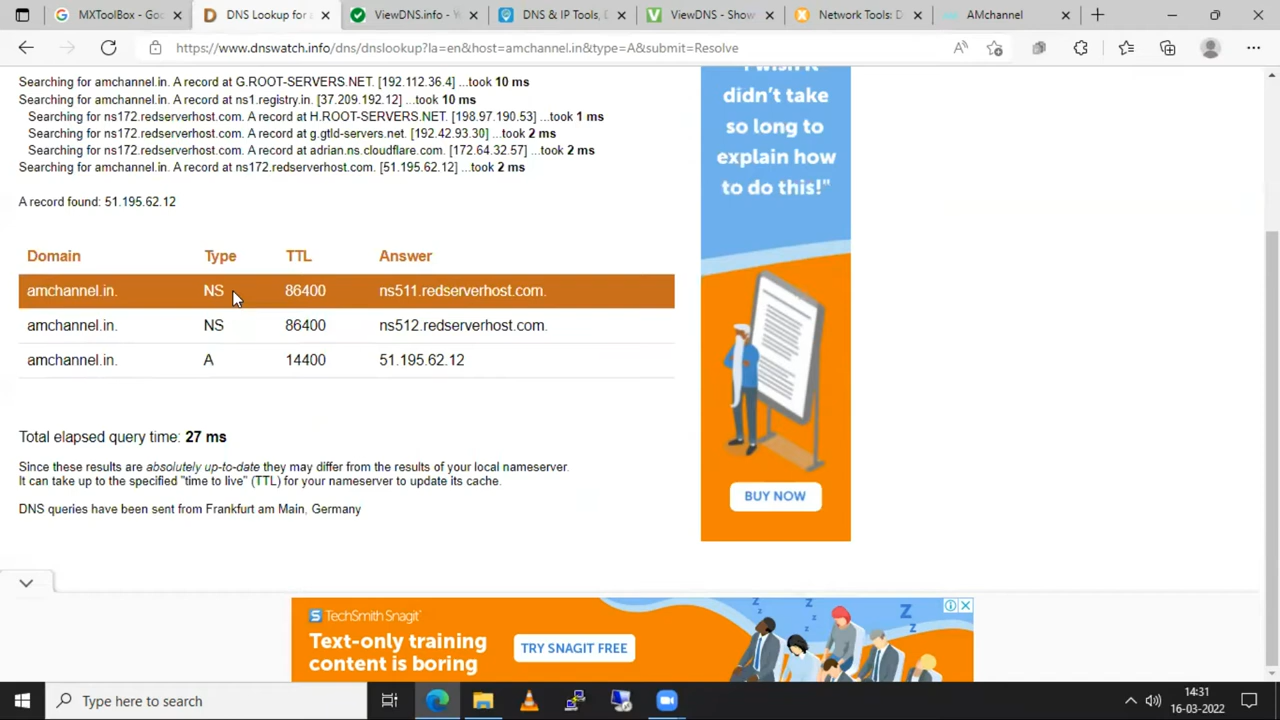 MXToolBox - Goo
DNS Lookup for a
ViewDNS.info - Yo
DNS & IP Tools, D
ViewDNS - Show
Network Tools: D
AMchannel
https://www.dnswatch.info/dns/dnslookup?la=en&host=amchannel.in&type=A&submit=Resolve
Searching for amchannel.in. A record at G.ROOT-SERVERS.NET. [192.112.36.4] ...took 10 ms
Searching for amchannel.in. A record at ns1.registry.in. [37.209.192.12] ...took 10 ms
Searching for ns172.redserverhost.com. A record at H.ROOT-SERVERS.NET. [198.97.190.53] ...took 1 ms
Searching for ns172.redserverhost.com. A record at g.gtld-servers.net. [192.42.93.30] ...took 2 ms
Searching for ns172.redserverhost.com. A record at adrian.ns.cloudflare.com. [172.64.32.57] ...took 2 ms
Searching for amchannel.in. A record at ns172.redserverhost.com. [51.195.62.12] ...took 2 ms
A record found: 51.195.62.12
Domain Type TTL Answer
amchannel.in. NS 86400 ns511.redserverhost.com.
amchannel.in. NS 86400 ns512.redserverhost.com.
amchannel.in. A 14400 51.195.62.12
Total elapsed query time: 27 ms
Since these results are absolutely up-to-date they may differ from the results of your local nameserver.
It can take up to the specified "time to live" (TTL) for your nameserver to update its cache.
DNS queries have been sent from Frankfurt am Main, Germany
"I wish it
didn't take
so long to
explain how
to do this!"
BUY NOW
TechSmith Snagit
Text-only training
content is boring
TRY SNAGIT FREE
z
z
z
Z
z
Type here to search
14:31
16-03-2022